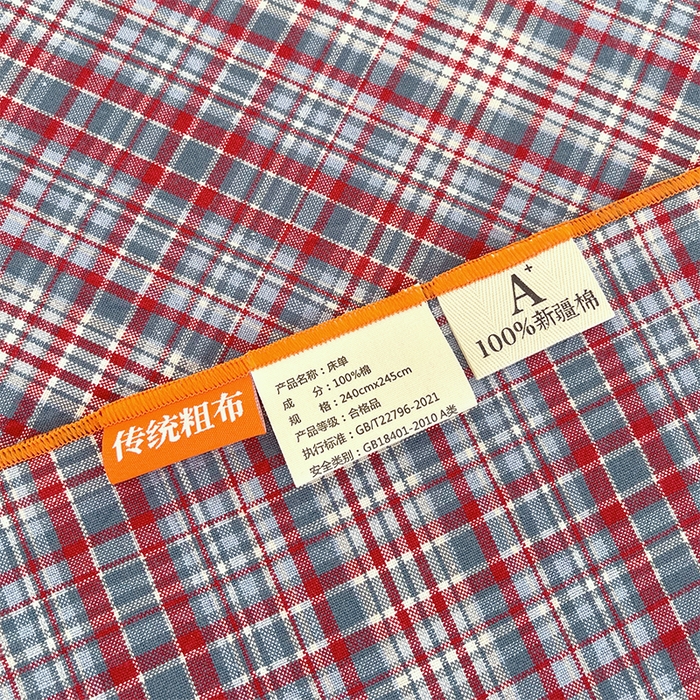 传统粗布
产品名称：床单
成 分：100%棉
规 格：240cmx245cm
产品等级：合格品
执行标准：GB/T22796-2021
安全类别：GB18401-2010 A类
A+
100%新疆棉